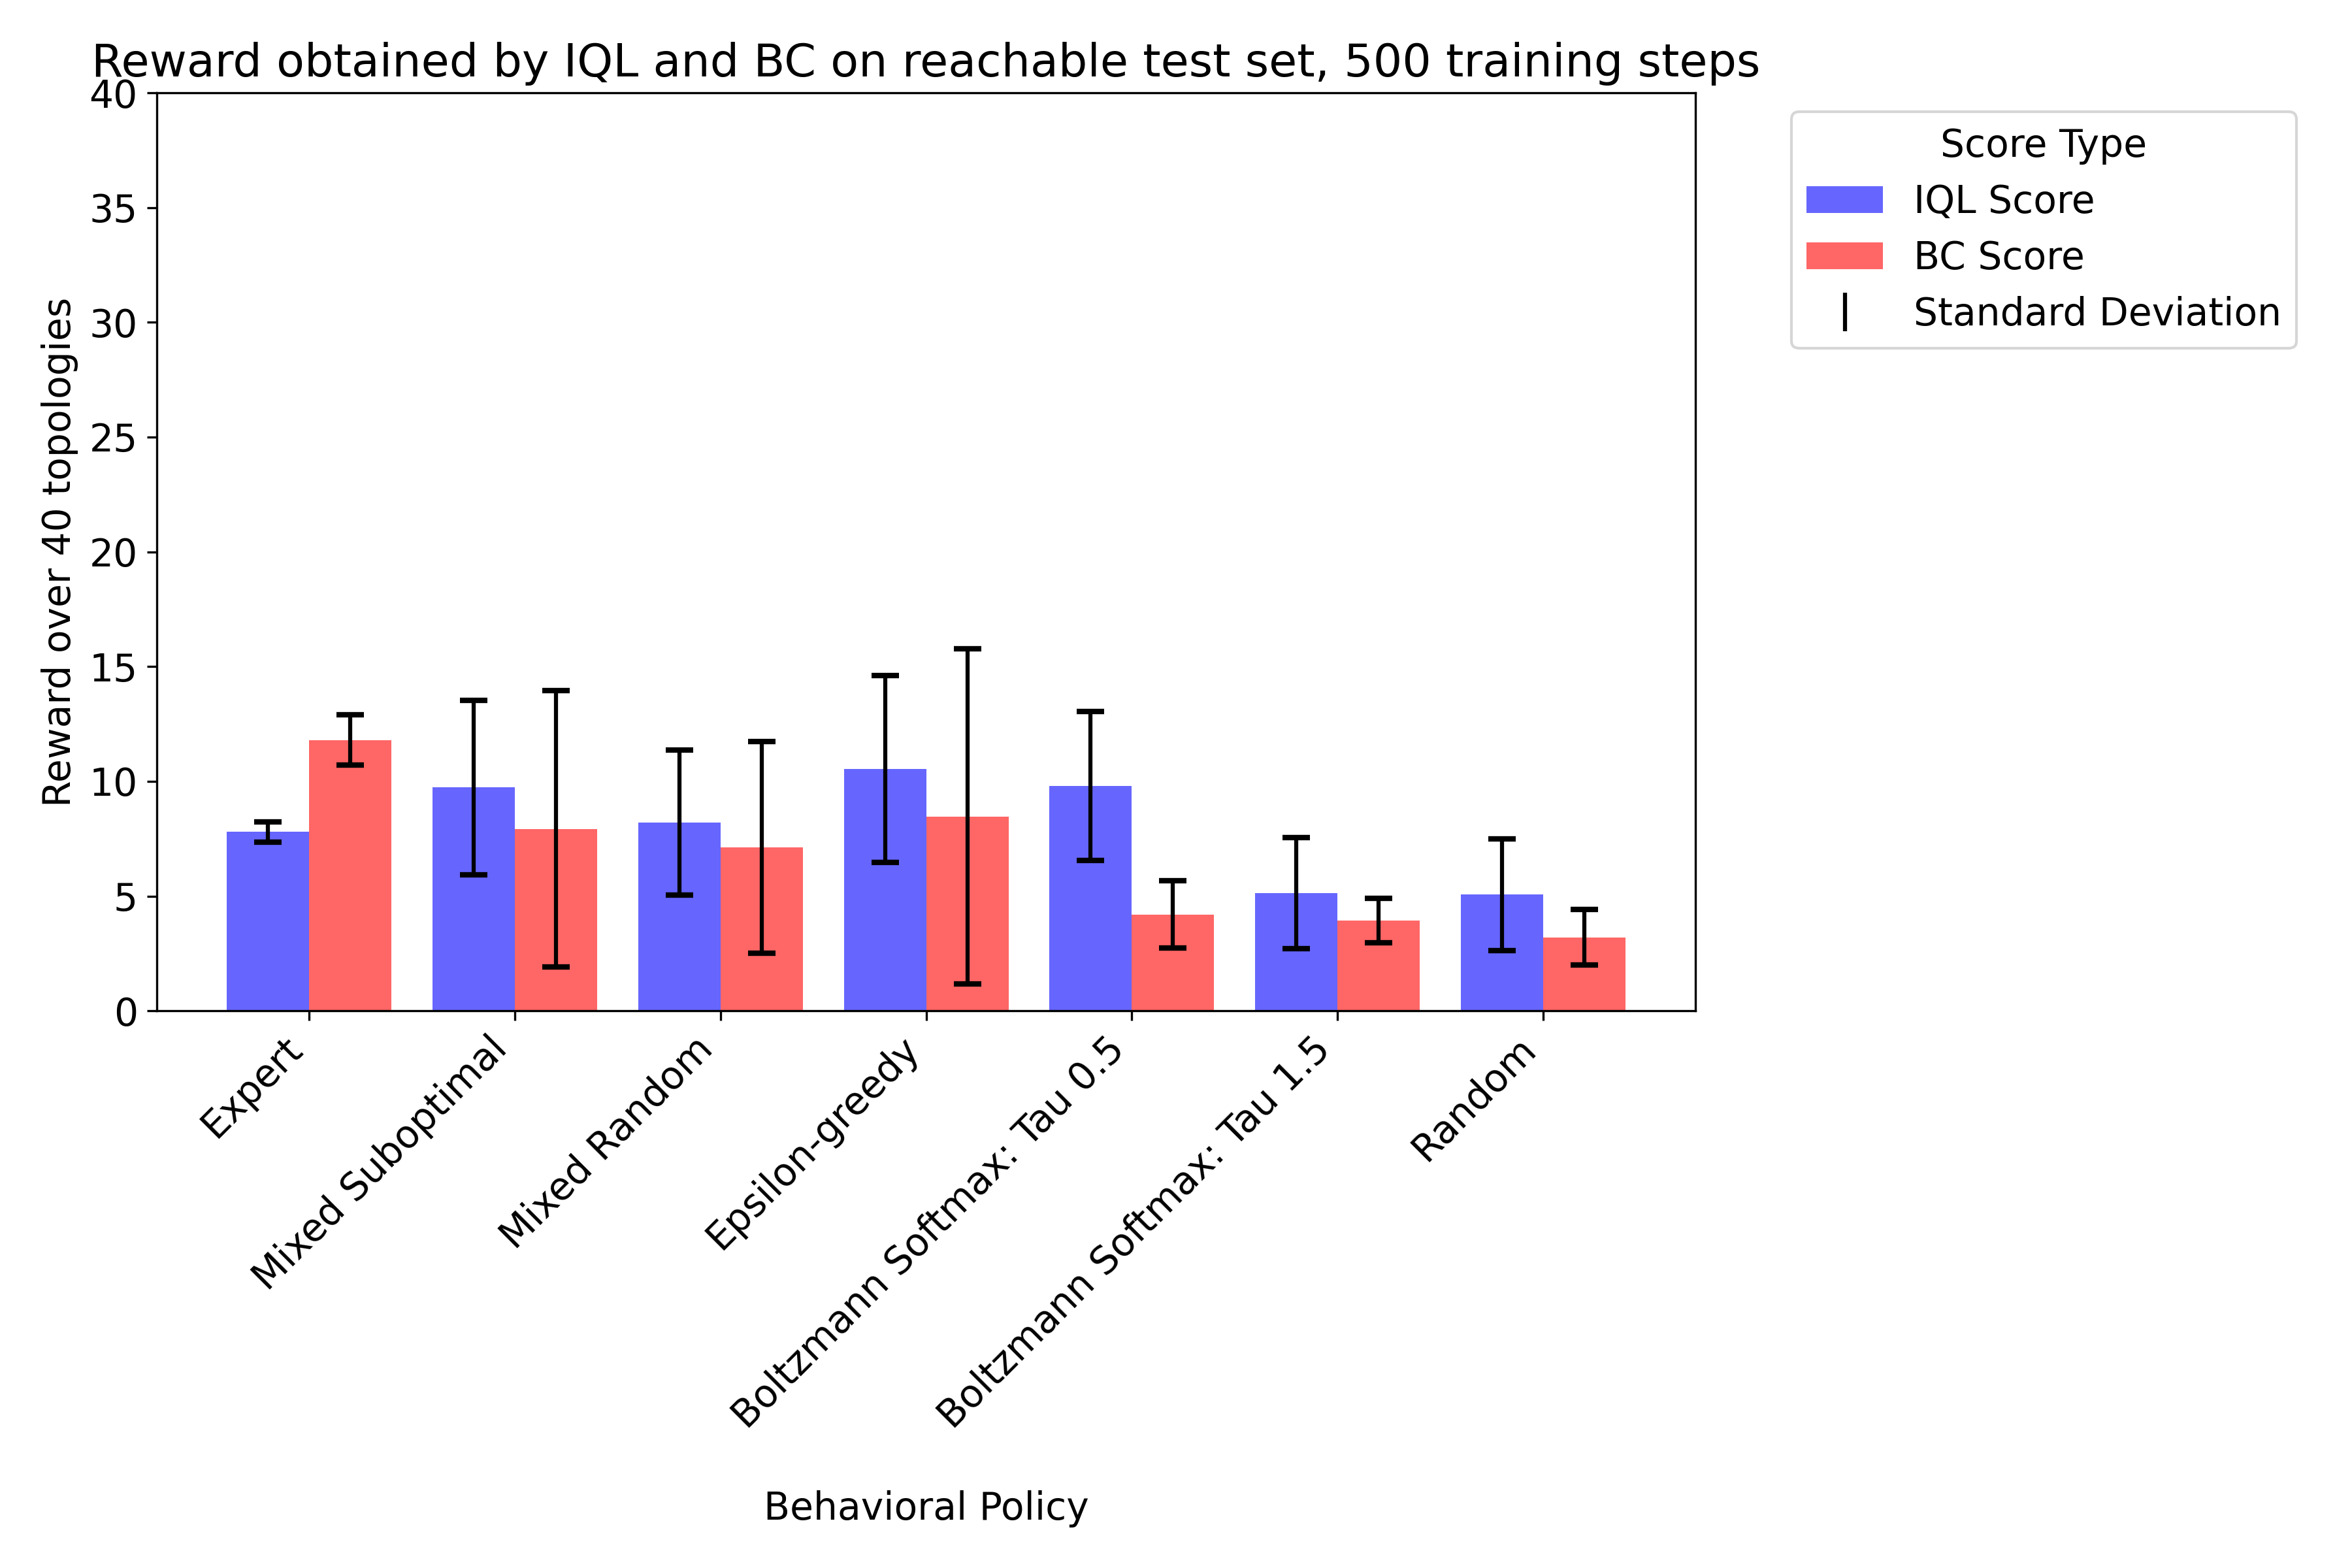 Reward obtained by IQL and BC on reachable test set, 500 training steps
Reward over 40 topologies
40
35
30
25
20
15
10
5
0
Expert
Mixed Suboptimal
Mixed Random
Epsilon-greedy
Boltzmann Softmax: Tau 0.5
Boltzmann Softmax: Tau 1.5
Random
Behavioral Policy
Score Type
IQL Score
BC Score
Standard Deviation